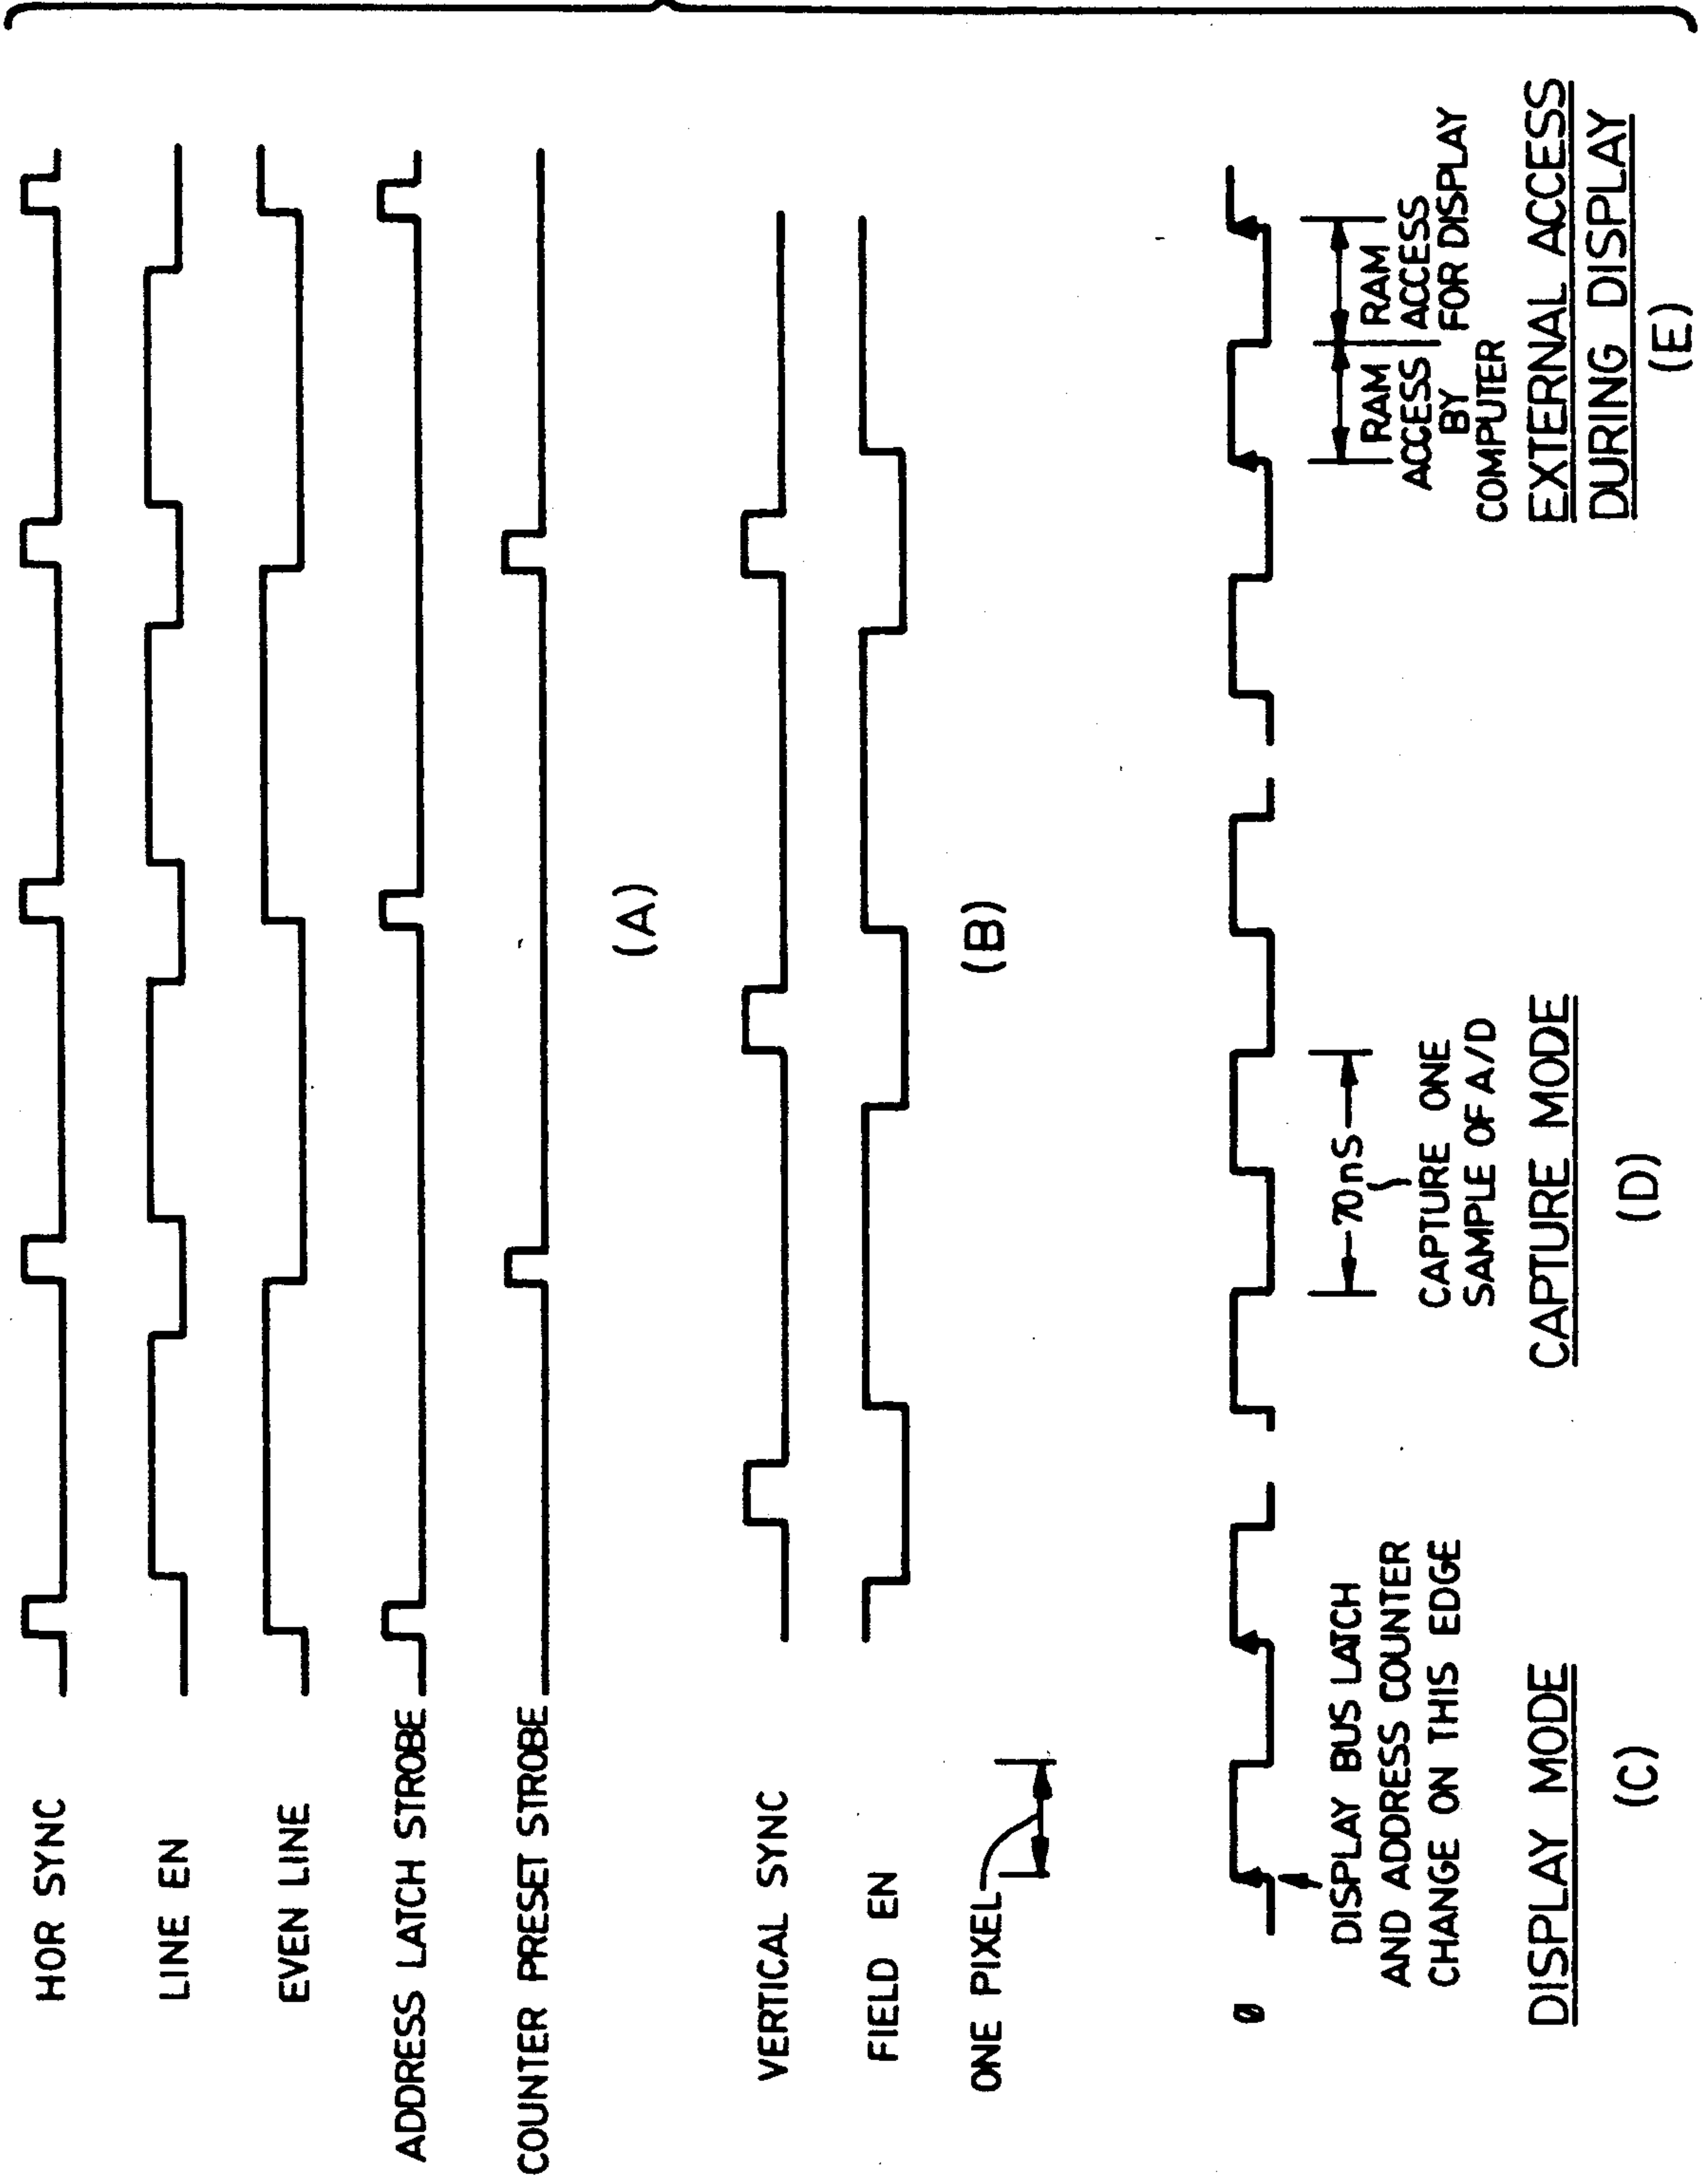 HOR SYNC
LINE EN
EVEN LINE
ADDRESS LATCH STROBE
COUNTER PRESET STROBE
(A)
VERTICAL SYNC
FIELD EN
(B)
ONE PIXEL
Ø
DISPLAY BUS LATCH
AND ADDRESS COUNTER
CHANGE ON THIS EDGE
DISPLAY MODE
(C)
70nS
CAPTURE ONE
SAMPLE OF A/D
CAPTURE MODE
(D)
RAM
ACCESS
BY
COMPUTER
RAM
ACCESS
FOR DISPLAY
EXTERNAL ACCESS
DURING DISPLAY
(E)